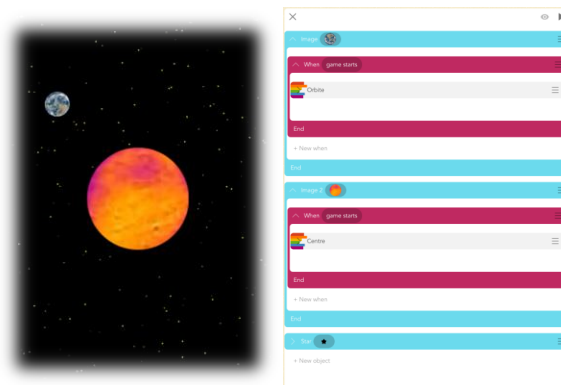 Image
When game starts
Orbite
End
+ New when
End
Image 2
When game starts
Centre
End
+ New when
End
Star
+ New object